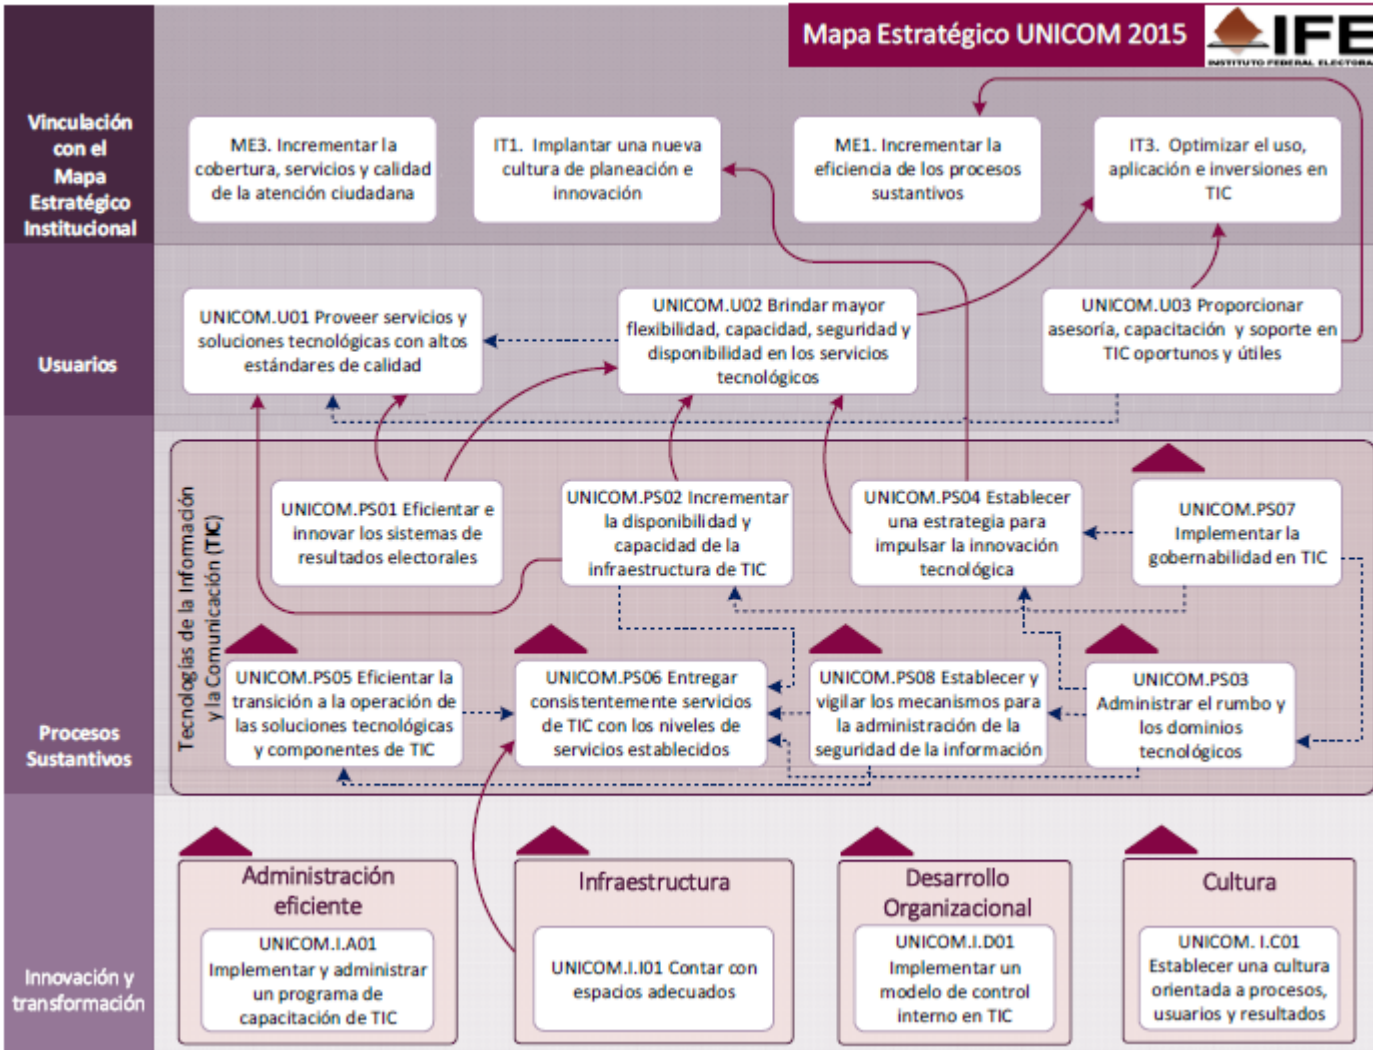 Mapa Estratégico UNICOM 2015
IFE
INSTITUTO FEDERAL ELECTORAL
Vinculación
con el
Mapa
Estratégico
Institucional
ME3. Incrementar la
cobertura, servicios y calidad
de la atención ciudadana
IT1. Implantar una nueva
cultura de planeación e
innovación
ME1. Incrementar la
eficiencia de los procesos
sustantivos
IT3. Optimizar el uso,
aplicación e inversiones en
TIC
Usuarios
UNICOM.U01 Proveer servicios y
soluciones tecnológicas con altos
estándares de calidad
UNICOM.U02 Brindar mayor
flexibilidad, capacidad, seguridad y
disponibilidad en los servicios
tecnológicos
UNICOM.U03 Proporcionar
asesoría, capacitación y soporte en
TIC oportunos y útiles
Procesos
Sustantivos
Tecnologías de la Información
y la Comunicación (TIC)
UNICOM.PS01 Eficientar e
innovar los sistemas de
resultados electorales
UNICOM.PS02 Incrementar
la disponibilidad y
capacidad de la
infraestructura de TIC
UNICOM.PS04 Establecer
una estrategia para
impulsar la innovación
tecnológica
UNICOM.PS07
Implementar la
gobernabilidad en TIC
UNICOM.PS05 Eficientar la
transición a la operación de
las soluciones tecnológicas
y componentes de TIC
UNICOM.PS06 Entregar
consistentemente servicios
de TIC con los niveles de
servicios establecidos
UNICOM.PS08 Establecer y
vigilar los mecanismos para
la administración de la
seguridad de la información
UNICOM.PS03
Administrar el rumbo y
los dominios
tecnológicos
Innovación y
transformación
Administración
eficiente
UNICOM.I.A01
Implementar y administrar
un programa de
capacitación de TIC
Infraestructura
UNICOM.I.I01 Contar con
espacios adecuados
Desarrollo
Organizacional
UNICOM.I.D01
Implementar un
modelo de control
interno en TIC
Cultura
UNICOM. I.C01
Establecer una cultura
orientada a procesos,
usuarios y resultados